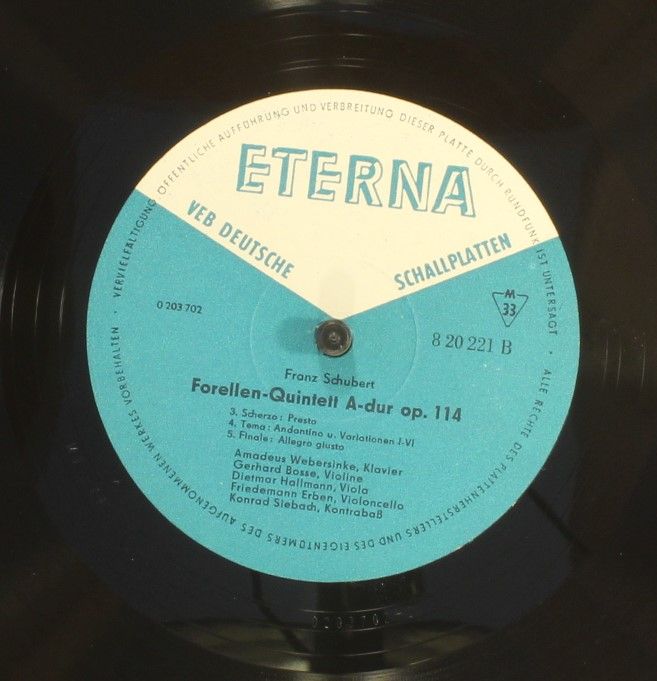 ALLE RECHTE DES PLATTENHERSTELLERS UND DES EIGENTÜMERS DES AUFGENOMMENEN WERKES VORBEHALTEN · VERVIELFÄLTIGUNG, ÖFFENTLICHE AUFFÜHRUNG UND VERBREITUNG DIESER PLATTE DURCH RUNDFUNK IST UNTERSAGT ·
ETERNA
VEB DEUTSCHE SCHALLPLATTEN
0 203 702
M
33
8 20 221 B
Franz Schubert
Forellen-Quintett A-dur op. 114
3. Scherzo: Presto
4. Tema: Andantino u. Variationen I-VI
5. Finale: Allegro giusto
Amadeus Webersinke, Klavier
Gerhard Bosse, Violine
Dietmar Hallmann, Viola
Friedemann Erben, Violoncello
Konrad Siebach, Kontrabaß
0203702